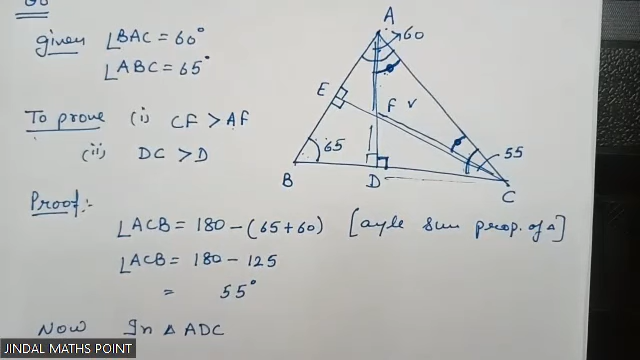 given ∠BAC = 60°
∠ABC = 65°
To prove (i) CF > AF
(ii) DC > D
A
60
E
F
65
55
B
D
C
Proof:-
∠ACB = 180 - (65+60) [ayle sum prop. of Δ]
∠ACB = 180 - 125
= 55°
Now In Δ ADC
JINDAL MATHS POINT